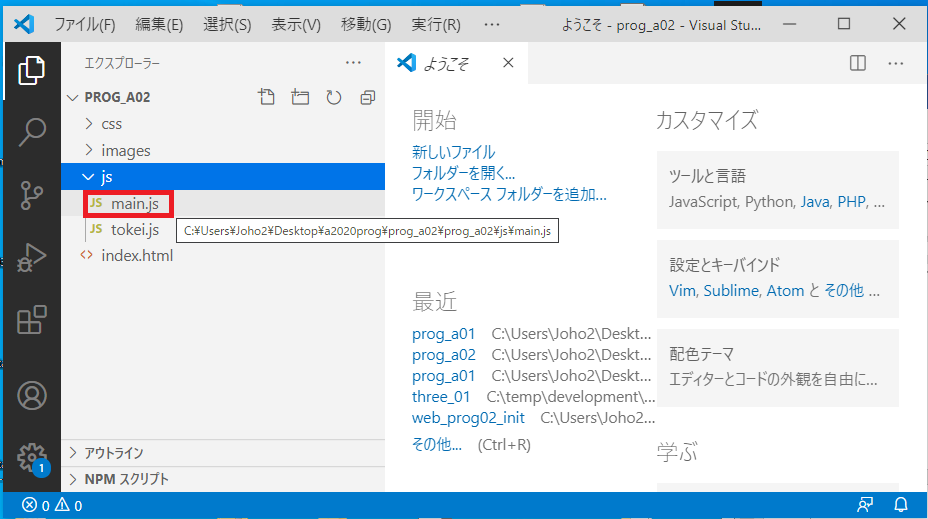 ファイル(F) 編集(E) 選択(S) 表示(V) 移動(G) 実行(R) ··· ようこそ - prog_a02 - Visual Stu...
エクスプローラー ···
ようこそ
PROG_A02
css
images
js
JS main.js
JS tokei.js
C:¥Users¥Joho2¥Desktop¥a2020prog¥prog_a02¥prog_a02¥js¥main.js
<> index.html
アウトライン
NPM スクリプト
開始
新しいファイル
フォルダーを開く...
ワークスペース フォルダーを追加...
最近
prog_a01 C:\Users\Joho2\Deskt...
prog_a02 C:\Users\Joho2\Deskt...
prog_a01 C:\Users\Joho2\Deskt...
three_01 C:\temp\development\...
web_prog02_init C:\Users\Joho2...
その他... (Ctrl+R)
カスタマイズ
ツールと言語
JavaScript, Python, Java, PHP, ...
設定とキーバインド
Vim, Sublime, Atom と その他 ...
配色テーマ
エディターとコードの外観を自由に...
学ぶ
1
0 0